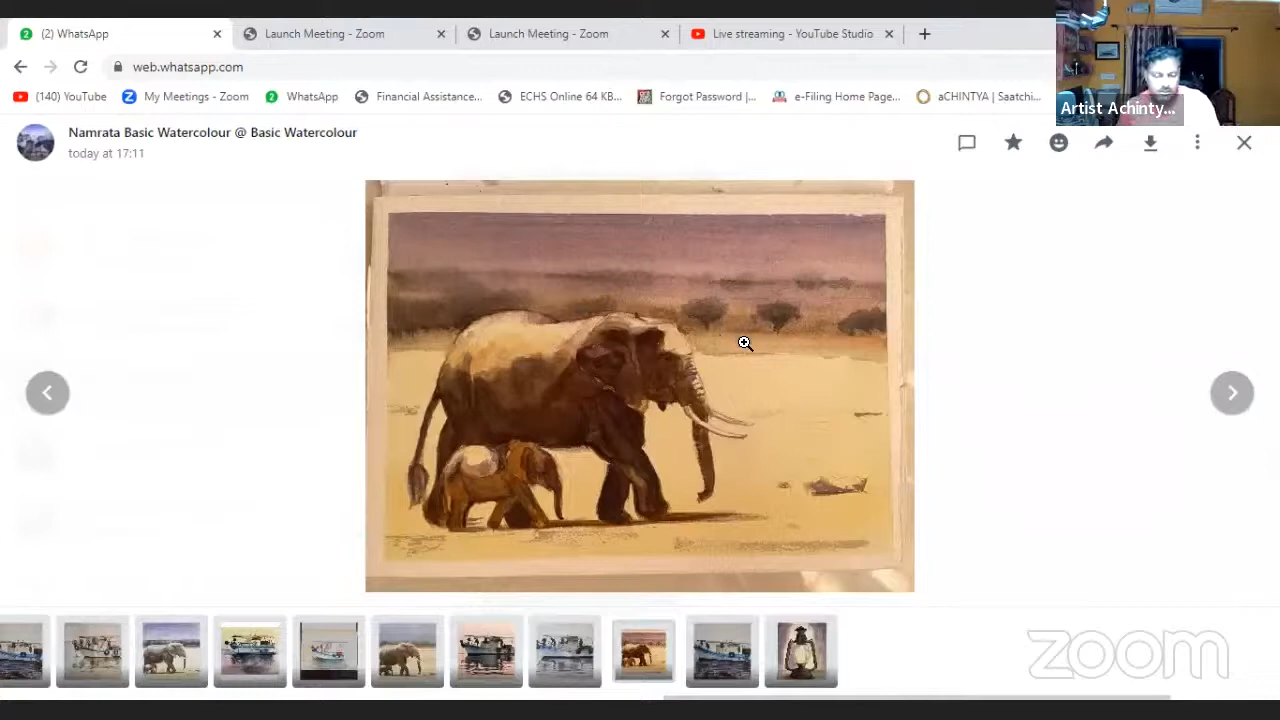 (2) WhatsApp
Launch Meeting - Zoom
Launch Meeting - Zoom
Live streaming - YouTube Studio
web.whatsapp.com
(140) YouTube
My Meetings - Zoom
WhatsApp
Financial Assistance...
ECHS Online 64 KB...
Forgot Password |...
e-Filing Home Page...
aCHINTYA | Saatchi...
Artist Achinty...
Namrata Basic Watercolour @ Basic Watercolour
today at 17:11
zoom